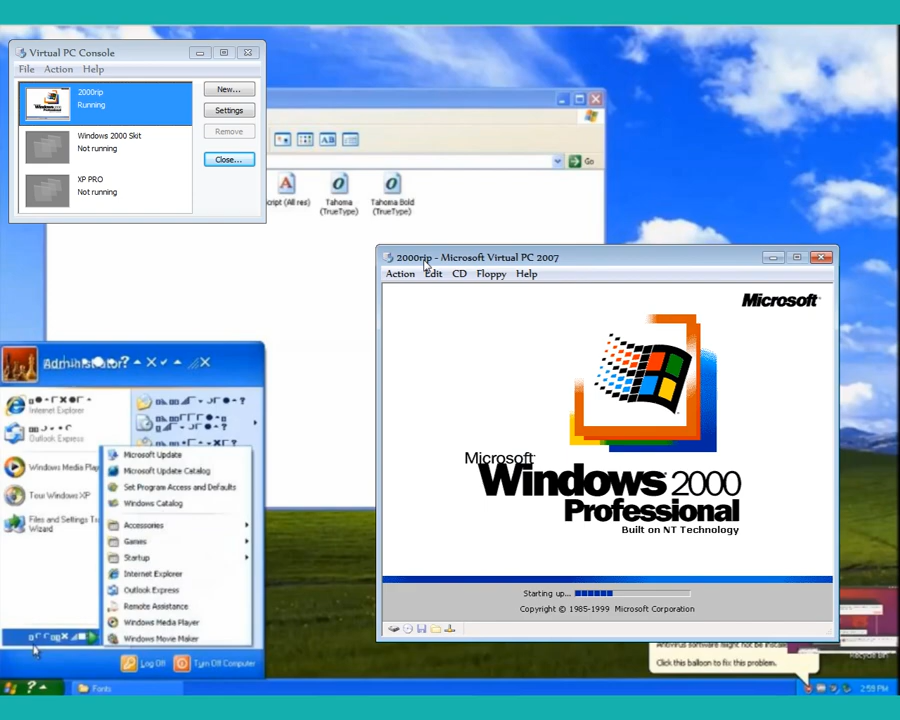 Virtual PC Console
File Action Help
2000rip
Running
Windows 2000 Skit
Not running
XP PRO
Not running
New...
Settings
Remove
Close...
Go
cript (All res)
Tahoma
(TrueType)
Tahoma Bold
(TrueType)
2000rip - Microsoft Virtual PC 2007
Action Edit CD Floppy Help
Microsoft
Microsoft
Windows 2000
Professional
Built on NT Technology
Starting up...
Copyright © 1985-1999 Microsoft Corporation
Administrator
Internet Explorer
Outlook Express
Windows Media Play
Tour Windows XP
Files and Settings Tr
Wizard
Microsoft Update
Microsoft Update Catalog
Set Program Access and Defaults
Windows Catalog
Accessories
Games
Startup
Internet Explorer
Outlook Express
Remote Assistance
Windows Media Player
Windows Movie Maker
Log Off
Turn Off Computer
Antivirus software might not be installe
Click this balloon to fix this problem.
Recycle Bin
Fonts
2:59 PM